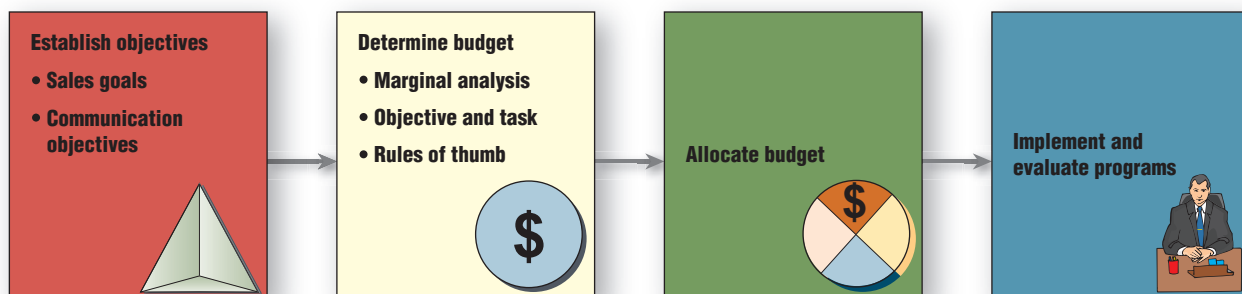 Establish objectives
• Sales goals
• Communication
objectives
Determine budget
• Marginal analysis
• Objective and task
• Rules of thumb
$
Allocate budget
$
Implement and
evaluate programs